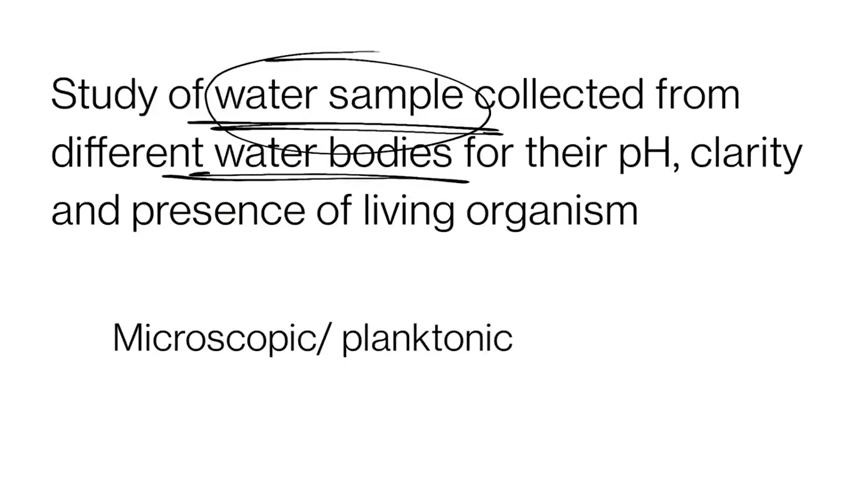 Study of water sample collected from
different water bodies for their pH, clarity
and presence of living organism
Microscopic/ planktonic